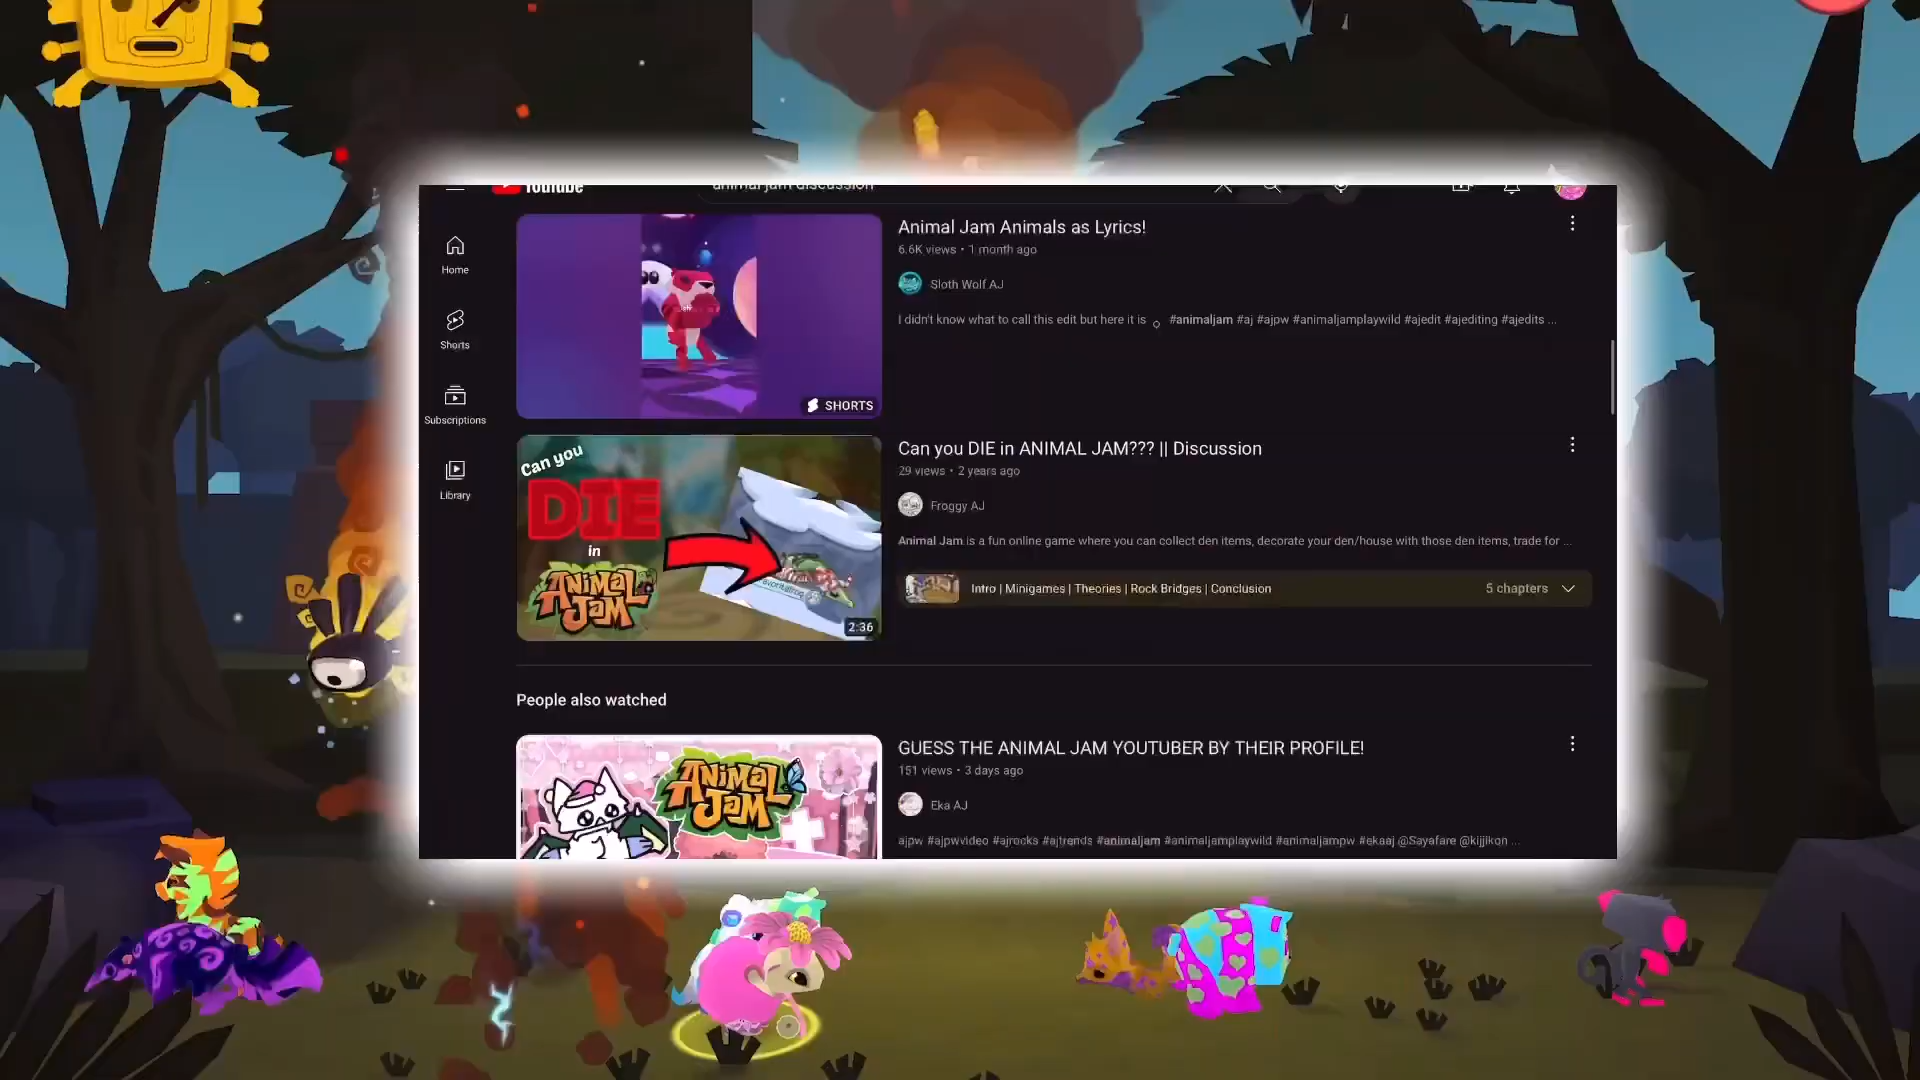 YouTube
animal jam discussion
Home
Shorts
Subscriptions
Library
SHORTS
Animal Jam Animals as Lyrics!
6.6K views • 1 month ago
Sloth Wolf AJ
I didn't know what to call this edit but here it is 。 #animaljam #aj #ajpw #animaljamplaywild #ajedit #ajediting #ajedits ...
Can you
DIE
in
ANIMAL
JAM
2:36
Can you DIE in ANIMAL JAM??? || Discussion
29 views • 2 years ago
Froggy AJ
Animal Jam is a fun online game where you can collect den items, decorate your den/house with those den items, trade for ...
Intro | Minigames | Theories | Rock Bridges | Conclusion
5 chapters
People also watched
ANIMAL
JAM
GUESS THE ANIMAL JAM YOUTUBER BY THEIR PROFILE!
151 views • 3 days ago
Eka AJ
ajpw #ajpwvideo #ajrocks #ajtrends #animaljam #animaljamplaywild #animaljampw #ekaaj @Sayafare @kijjikon ...